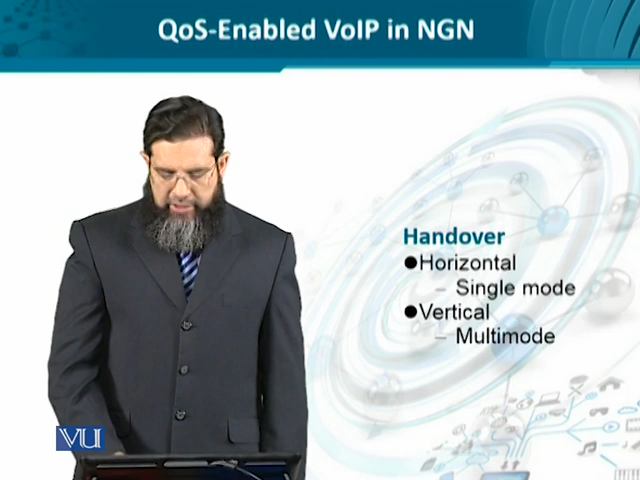 QoS-Enabled VoIP in NGN
Handover
●Horizontal
– Single mode
●Vertical
– Multimode
VU